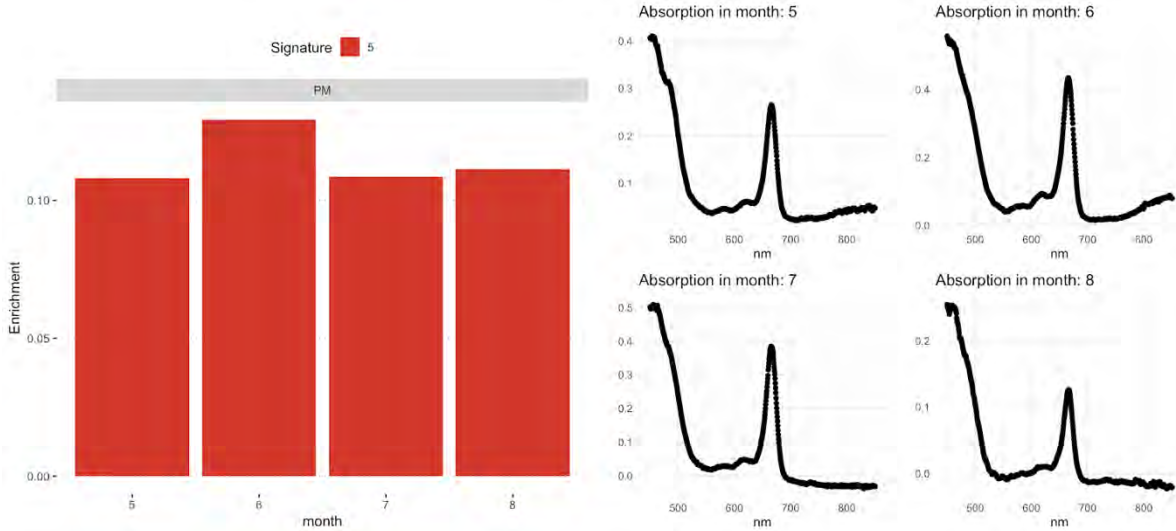 Signature 5
PM
0.10
0.05
0.00
Enrichment
5 6 7 8
month
Absorption in month: 5
0.4
0.3
0.2
0.1
500 600 700 800
nm
Absorption in month: 6
0.4
0.2
0.0
500 600 700 800
nm
Absorption in month: 7
0.5
0.4
0.3
0.2
0.1
0.0
500 600 700 800
nm
Absorption in month: 8
0.2
0.1
0.0
500 600 700 800
nm